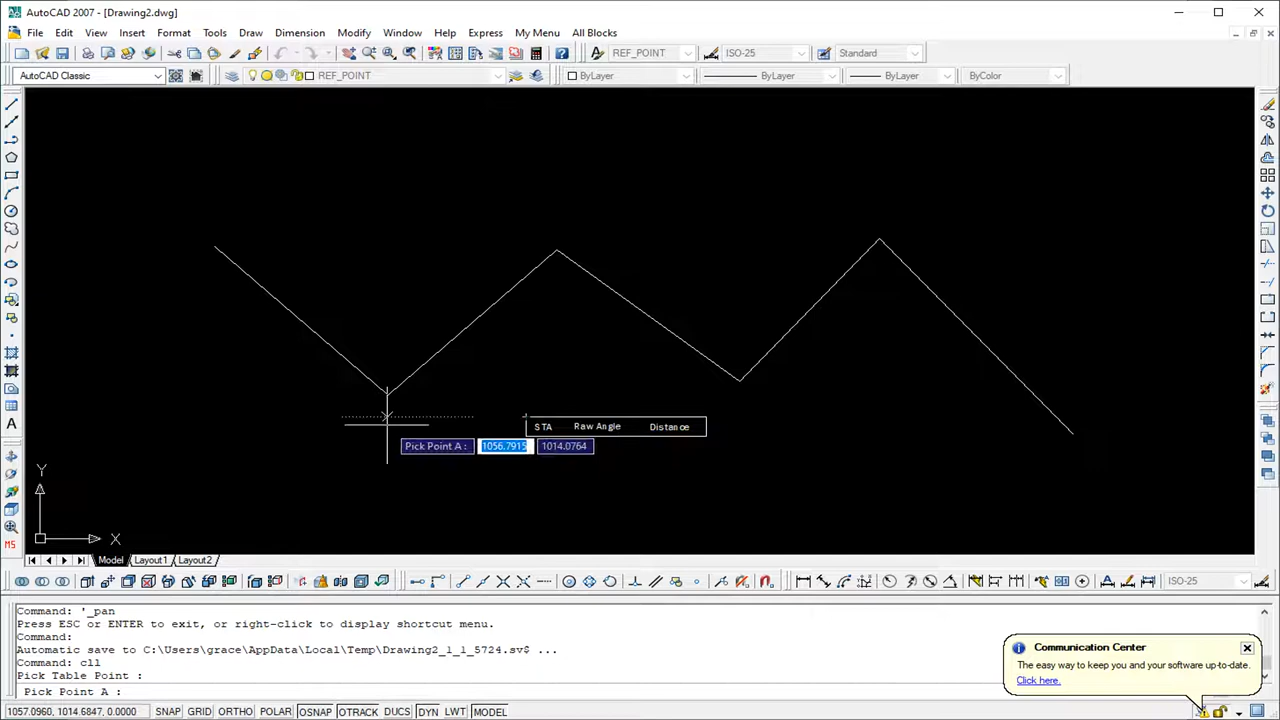 AutoCAD 2007 - [Drawing2.dwg]
File Edit View Insert Format Tools Draw Dimension Modify Window Help Express My Menu All Blocks
REF_POINT ISO-25 Standard
AutoCAD Classic REF_POINT ByLayer ByLayer ByLayer ByColor
STA Raw Angle Distance
Pick Point A : 1056.7915 1014.0764
Y
X
MS
A
Model Layout1 Layout2
ISO-25
Command: '_pan
Press ESC or ENTER to exit, or right-click to display shortcut menu.
Command:
Automatic save to C:\Users\grace\AppData\Local\Temp\Drawing2_1_1_5724.sv$ ...
Command: cll
Pick Table Point :
Pick Point A :
Communication Center
The easy way to keep you and your software up-to-date.
Click here.
1057.0960, 1014.6847, 0.0000 SNAP GRID ORTHO POLAR OSNAP OTRACK DUCS DYN LWT MODEL